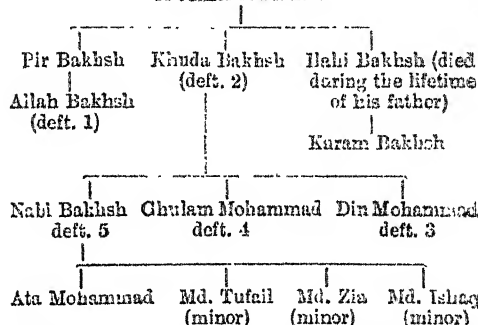 Pir Bakhsh Khuda Bakhsh Ilahi Bakhsh (died
(deft. 2) during the lifetime
Allah Bakhsh of his father)
(deft. 1)
Karam Bakhsh
Nabi Bakhsh Ghulam Mohammad Din Mohammad
deft. 5 deft. 4 deft. 3
Ata Mohammad Md. Tufail Md. Zia Md. Ishaq
(minor) (minor) (minor)